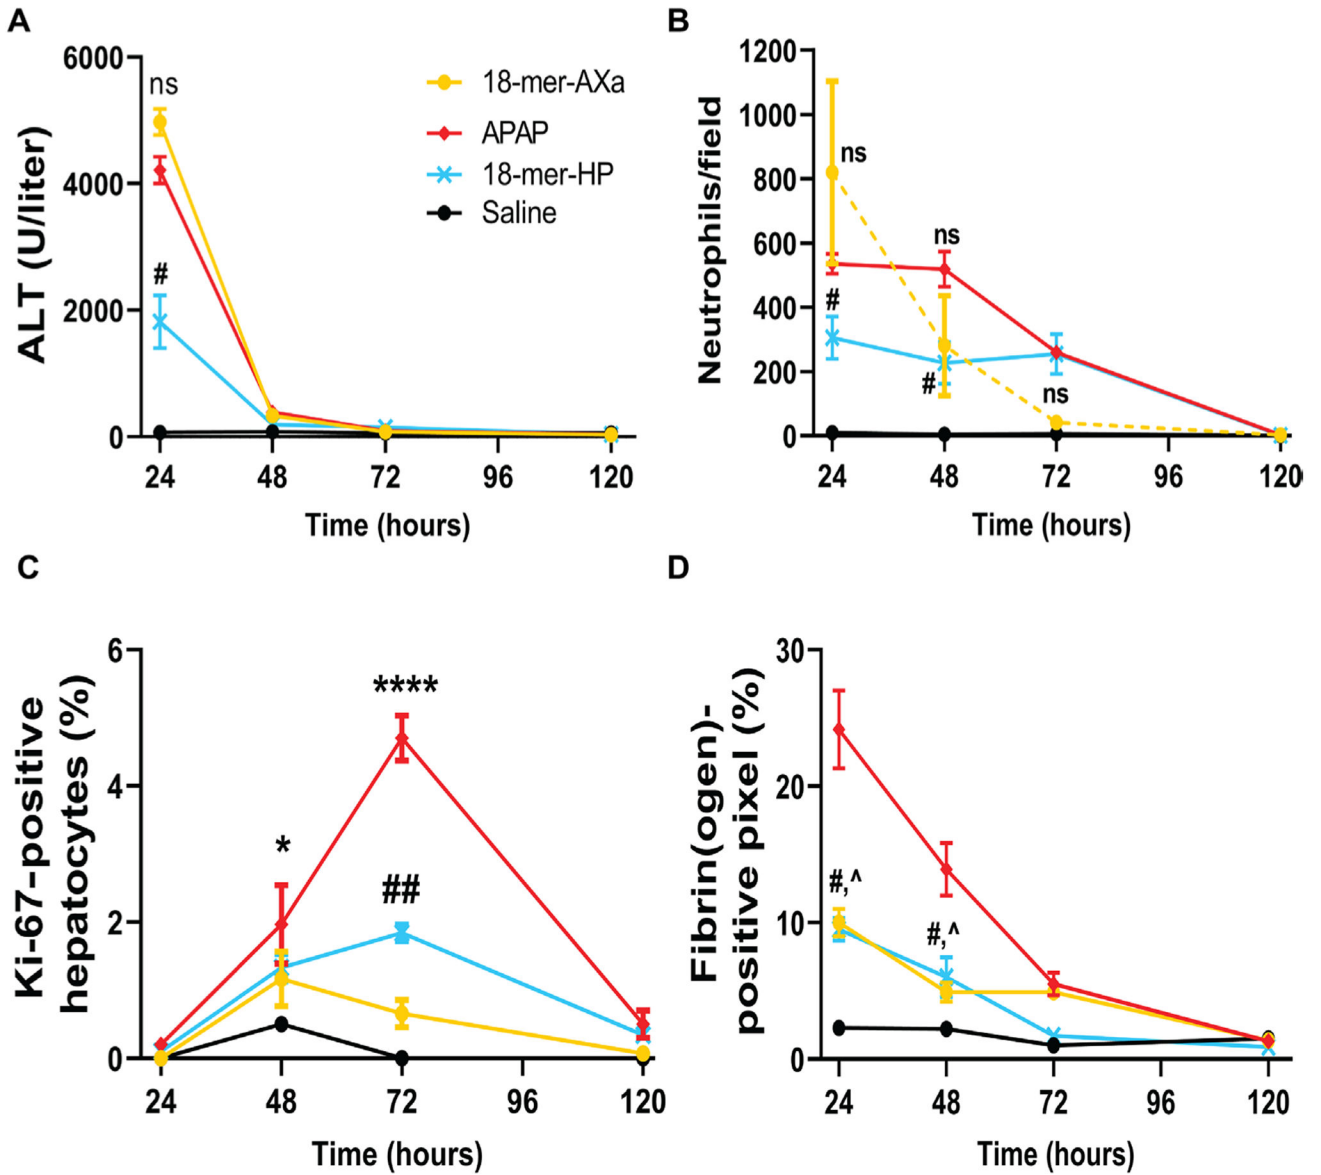 A
ALT (U/liter)
6000
4000
2000
0
ns
#
18-mer-AXa
APAP
18-mer-HP
Saline
24 48 72 96 120
Time (hours)
B
Neutrophils/field
1200
1000
800
600
400
200
0
ns
ns
#
#
ns
24 48 72 96 120
Time (hours)
C
Ki-67-positive
hepatocytes (%)
6
4
2
0
****
*
##
24 48 72 96 120
Time (hours)
D
Fibrin(ogen)-
positive pixel (%)
30
20
10
0
#,^
#,^
24 48 72 96 120
Time (hours)